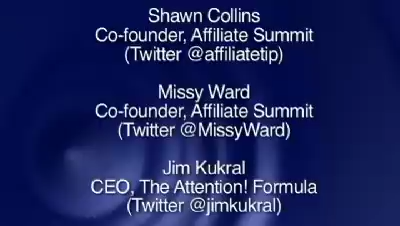 Shawn Collins
Co-founder, Affiliate Summit
(Twitter @affiliatetip)
Missy Ward
Co-founder, Affiliate Summit
(Twitter @MissyWard)
Jim Kukral
CEO, The Attention! Formula
(Twitter @jimkukral)